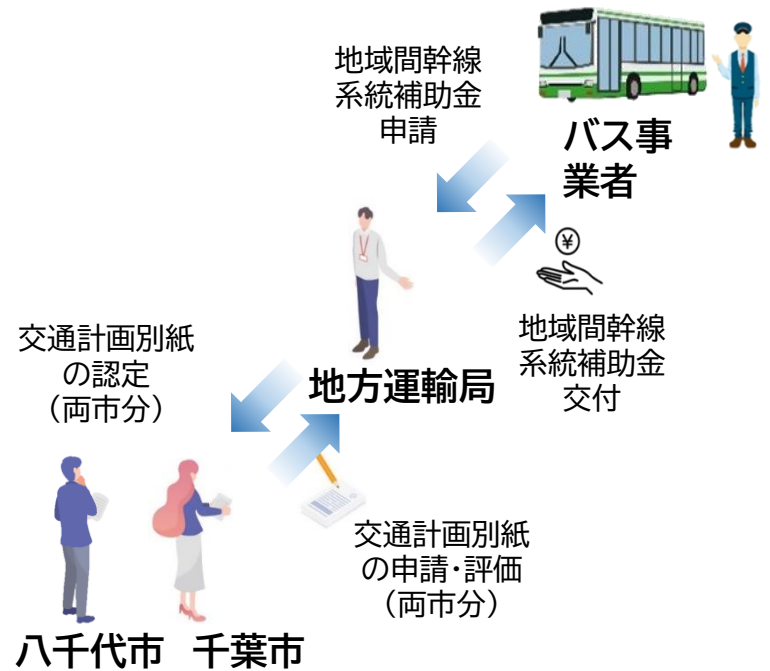 地域間幹線
系統補助金
申請
バス事
業者
¥
地域間幹線
系統補助金
交付
地方運輸局
交通計画別紙
の認定
（両市分）
交通計画別紙
の申請・評価
（両市分）
八千代市 千葉市